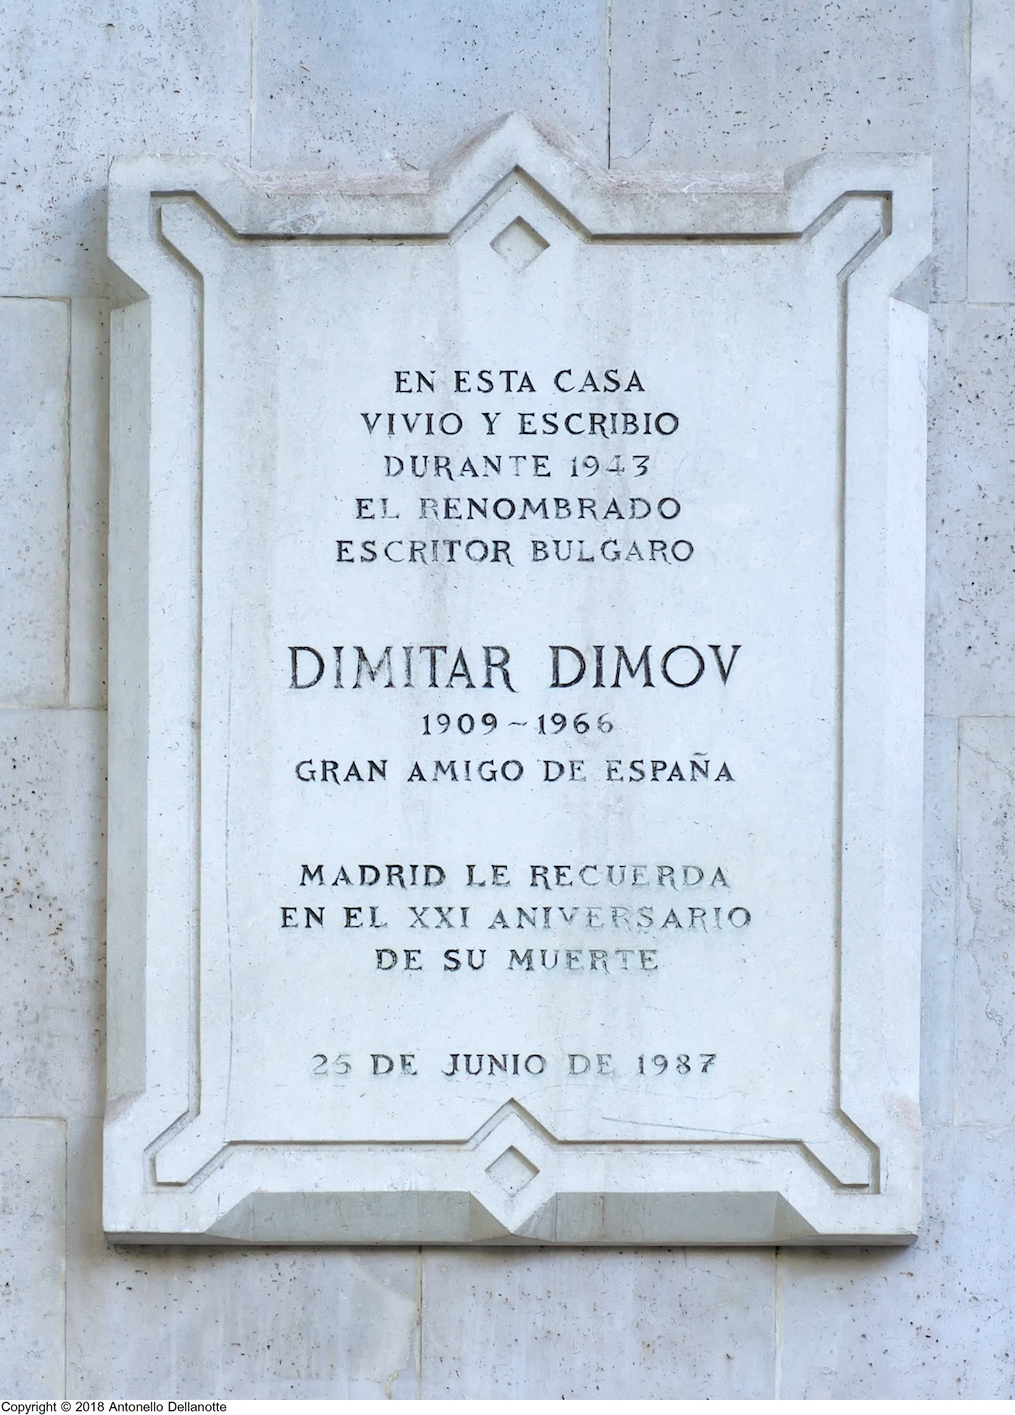 EN ESTA CASA
VIVIO Y ESCRIBIO
DURANTE 1943
EL RENOMBRADO
ESCRITOR BULGARO
DIMITAR DIMOV
1909~1966
GRAN AMIGO DE ESPAÑA
MADRID LE RECUERDA
EN EL XXI ANIVERSARIO
DE SU MUERTE
25 DE JUNIO DE 1987
Copyright © 2018 Antonello Dellanotte